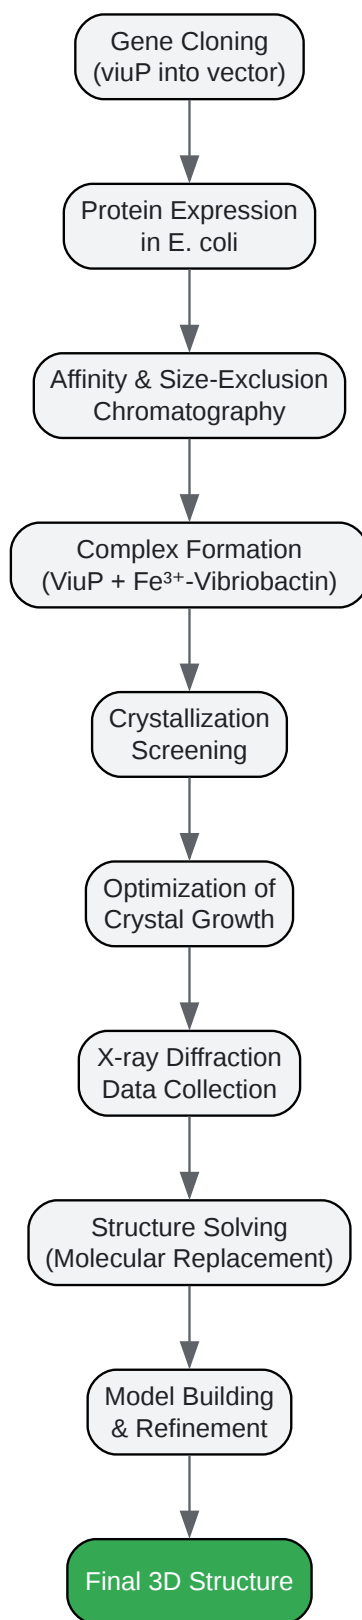 Gene Cloning
(viuP into vector)
Protein Expression
in E. coli
Affinity & Size-Exclusion
Chromatography
Complex Formation
(ViuP + Fe³⁺-Vibriobactin)
Crystallization
Screening
Optimization of
Crystal Growth
X-ray Diffraction
Data Collection
Structure Solving
(Molecular Replacement)
Model Building
& Refinement
Final 3D Structure